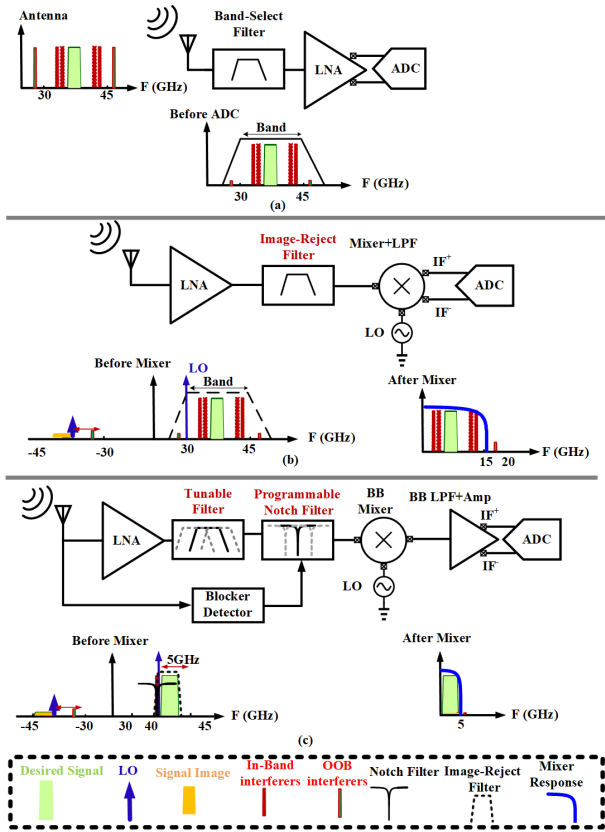 Antenna
F (GHz)
30
45
Band-Select
Filter
LNA
ADC
Before ADC
Band
F (GHz)
30
45
(a)
Image-Reject
Filter
Mixer+LPF
IF+
LNA
ADC
IF-
LO
Before Mixer
LO
Band
F (GHz)
-45
-30
30
45
After Mixer
F (GHz)
15
20
(b)
Tunable
Filter
Programmable
Notch Filter
BB
Mixer
BB LPF+Amp
IF+
LNA
ADC
IF-
LO
Blocker
Detector
Before Mixer
5GHz
F (GHz)
-45
-30
30
40
45
After Mixer
F (GHz)
5
(c)
Desired Signal
LO
Signal Image
In-Band
interferers
OOB
interferers
Notch Filter
Image-Reject
Filter
Mixer
Response